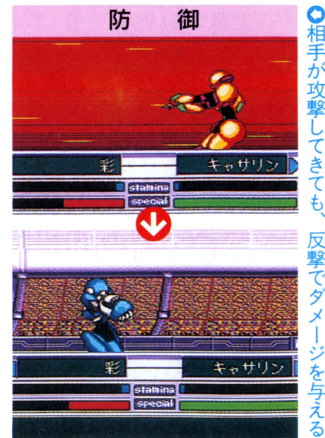 防御
相手が攻撃してきても、反撃でダメージを与える
彩 キャサリン
stamina
special
彩 キャサリン
stamina
special